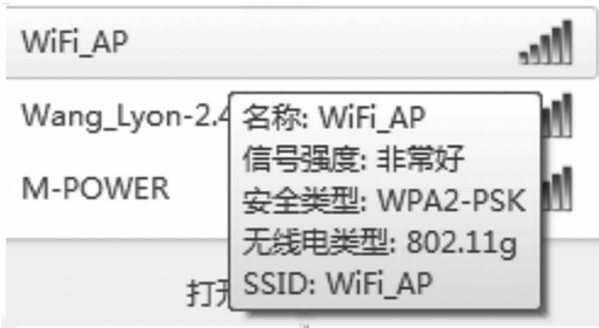 WiFi_AP
Wang_Lyon-2.4
名称: WiFi_AP
信号强度: 非常好
M-POWER
安全类型: WPA2-PSK
无线电类型: 802.11g
SSID: WiFi_AP
打